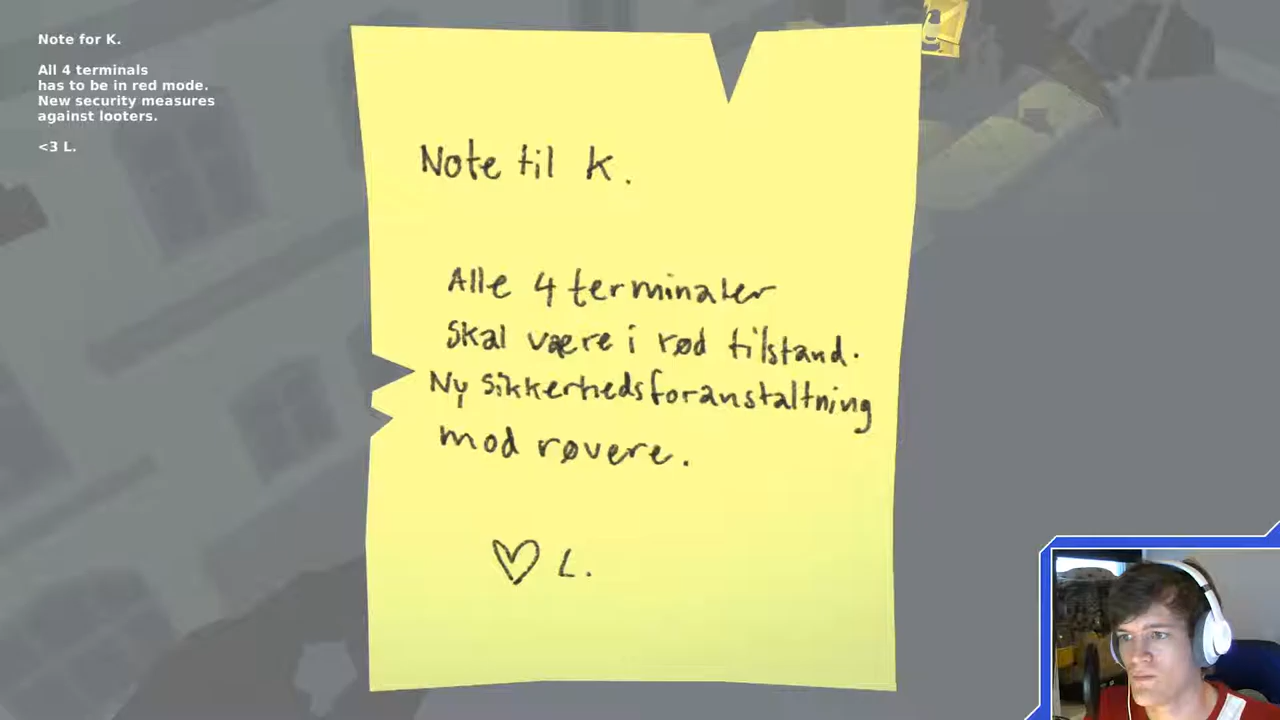 Note for K.
All 4 terminals
has to be in red mode.
New security measures
against looters.
<3 L.
Note til K.
Alle 4 terminaler
skal være i rød tilstand.
Ny sikkerhedsforanstaltning
mod røvere.
♡ L.